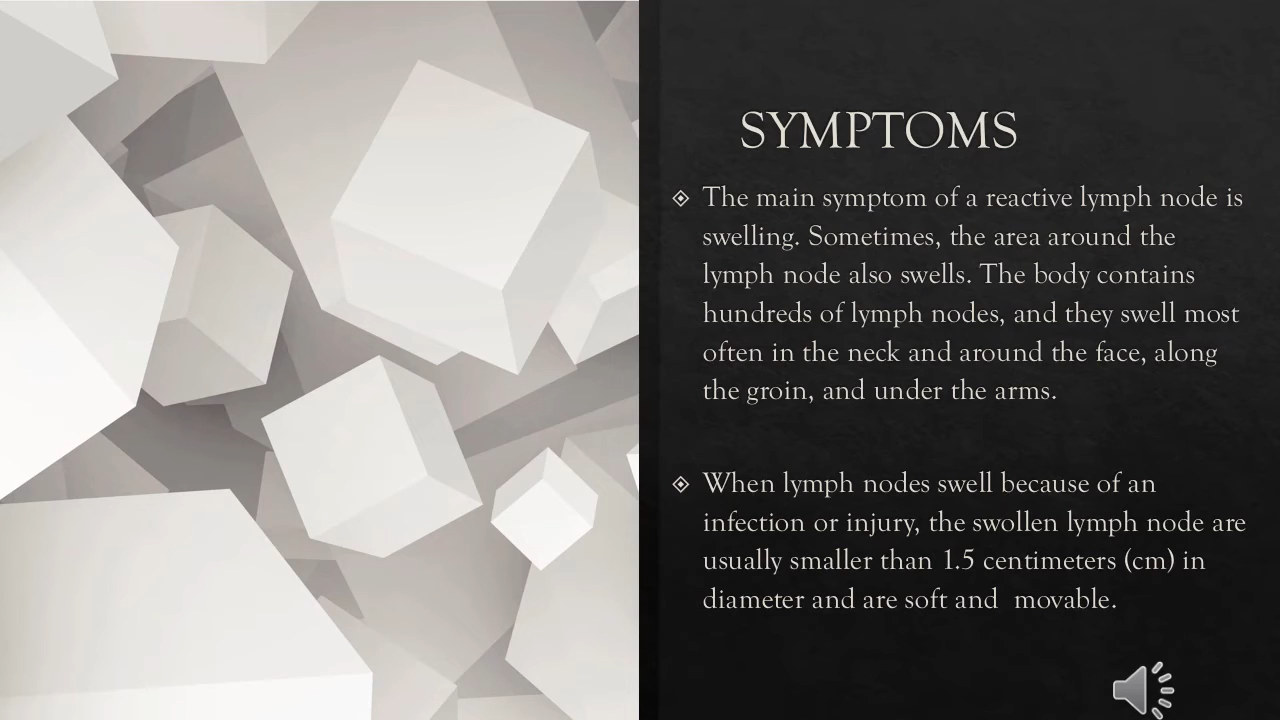 SYMPTOMS
The main symptom of a reactive lymph node is
swelling. Sometimes, the area around the
lymph node also swells. The body contains
hundreds of lymph nodes, and they swell most
often in the neck and around the face, along
the groin, and under the arms.
When lymph nodes swell because of an
infection or injury, the swollen lymph node are
usually smaller than 1.5 centimeters (cm) in
diameter and are soft and  movable.